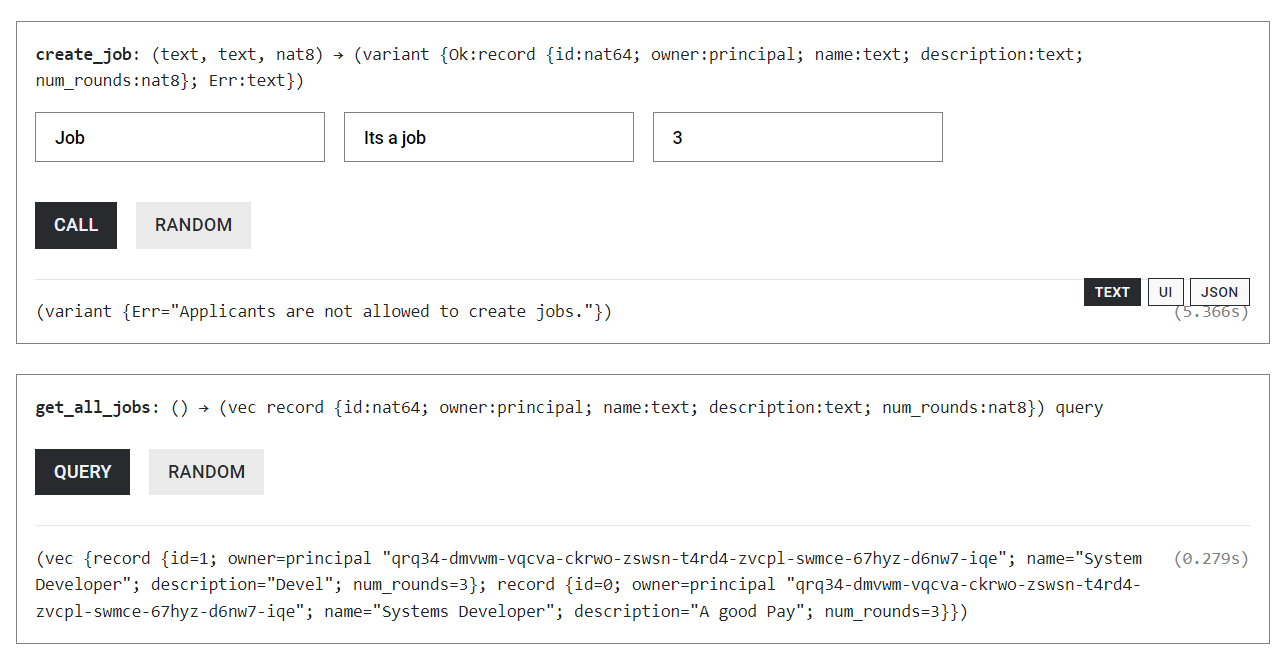 create_job: (text, text, nat8) → (variant {Ok:record {id:nat64; owner:principal; name:text; description:text;
num_rounds:nat8}; Err:text})
Job Its a job 3
CALL RANDOM
TEXT UI JSON
(variant {Err="Applicants are not allowed to create jobs."}) (5.366s)
get_all_jobs: () → (vec record {id:nat64; owner:principal; name:text; description:text; num_rounds:nat8}) query
QUERY RANDOM
(vec {record {id=1; owner=principal "qrq34-dmvwm-vqcva-ckrwo-zswsn-t4rd4-zvcpl-swmce-67hyz-d6nw7-iqe"; name="System (0.279s)
Developer"; description="Devel"; num_rounds=3}; record {id=0; owner=principal "qrq34-dmvwm-vqcva-ckrwo-zswsn-t4rd4-
zvcpl-swmce-67hyz-d6nw7-iqe"; name="Systems Developer"; description="A good Pay"; num_rounds=3}})